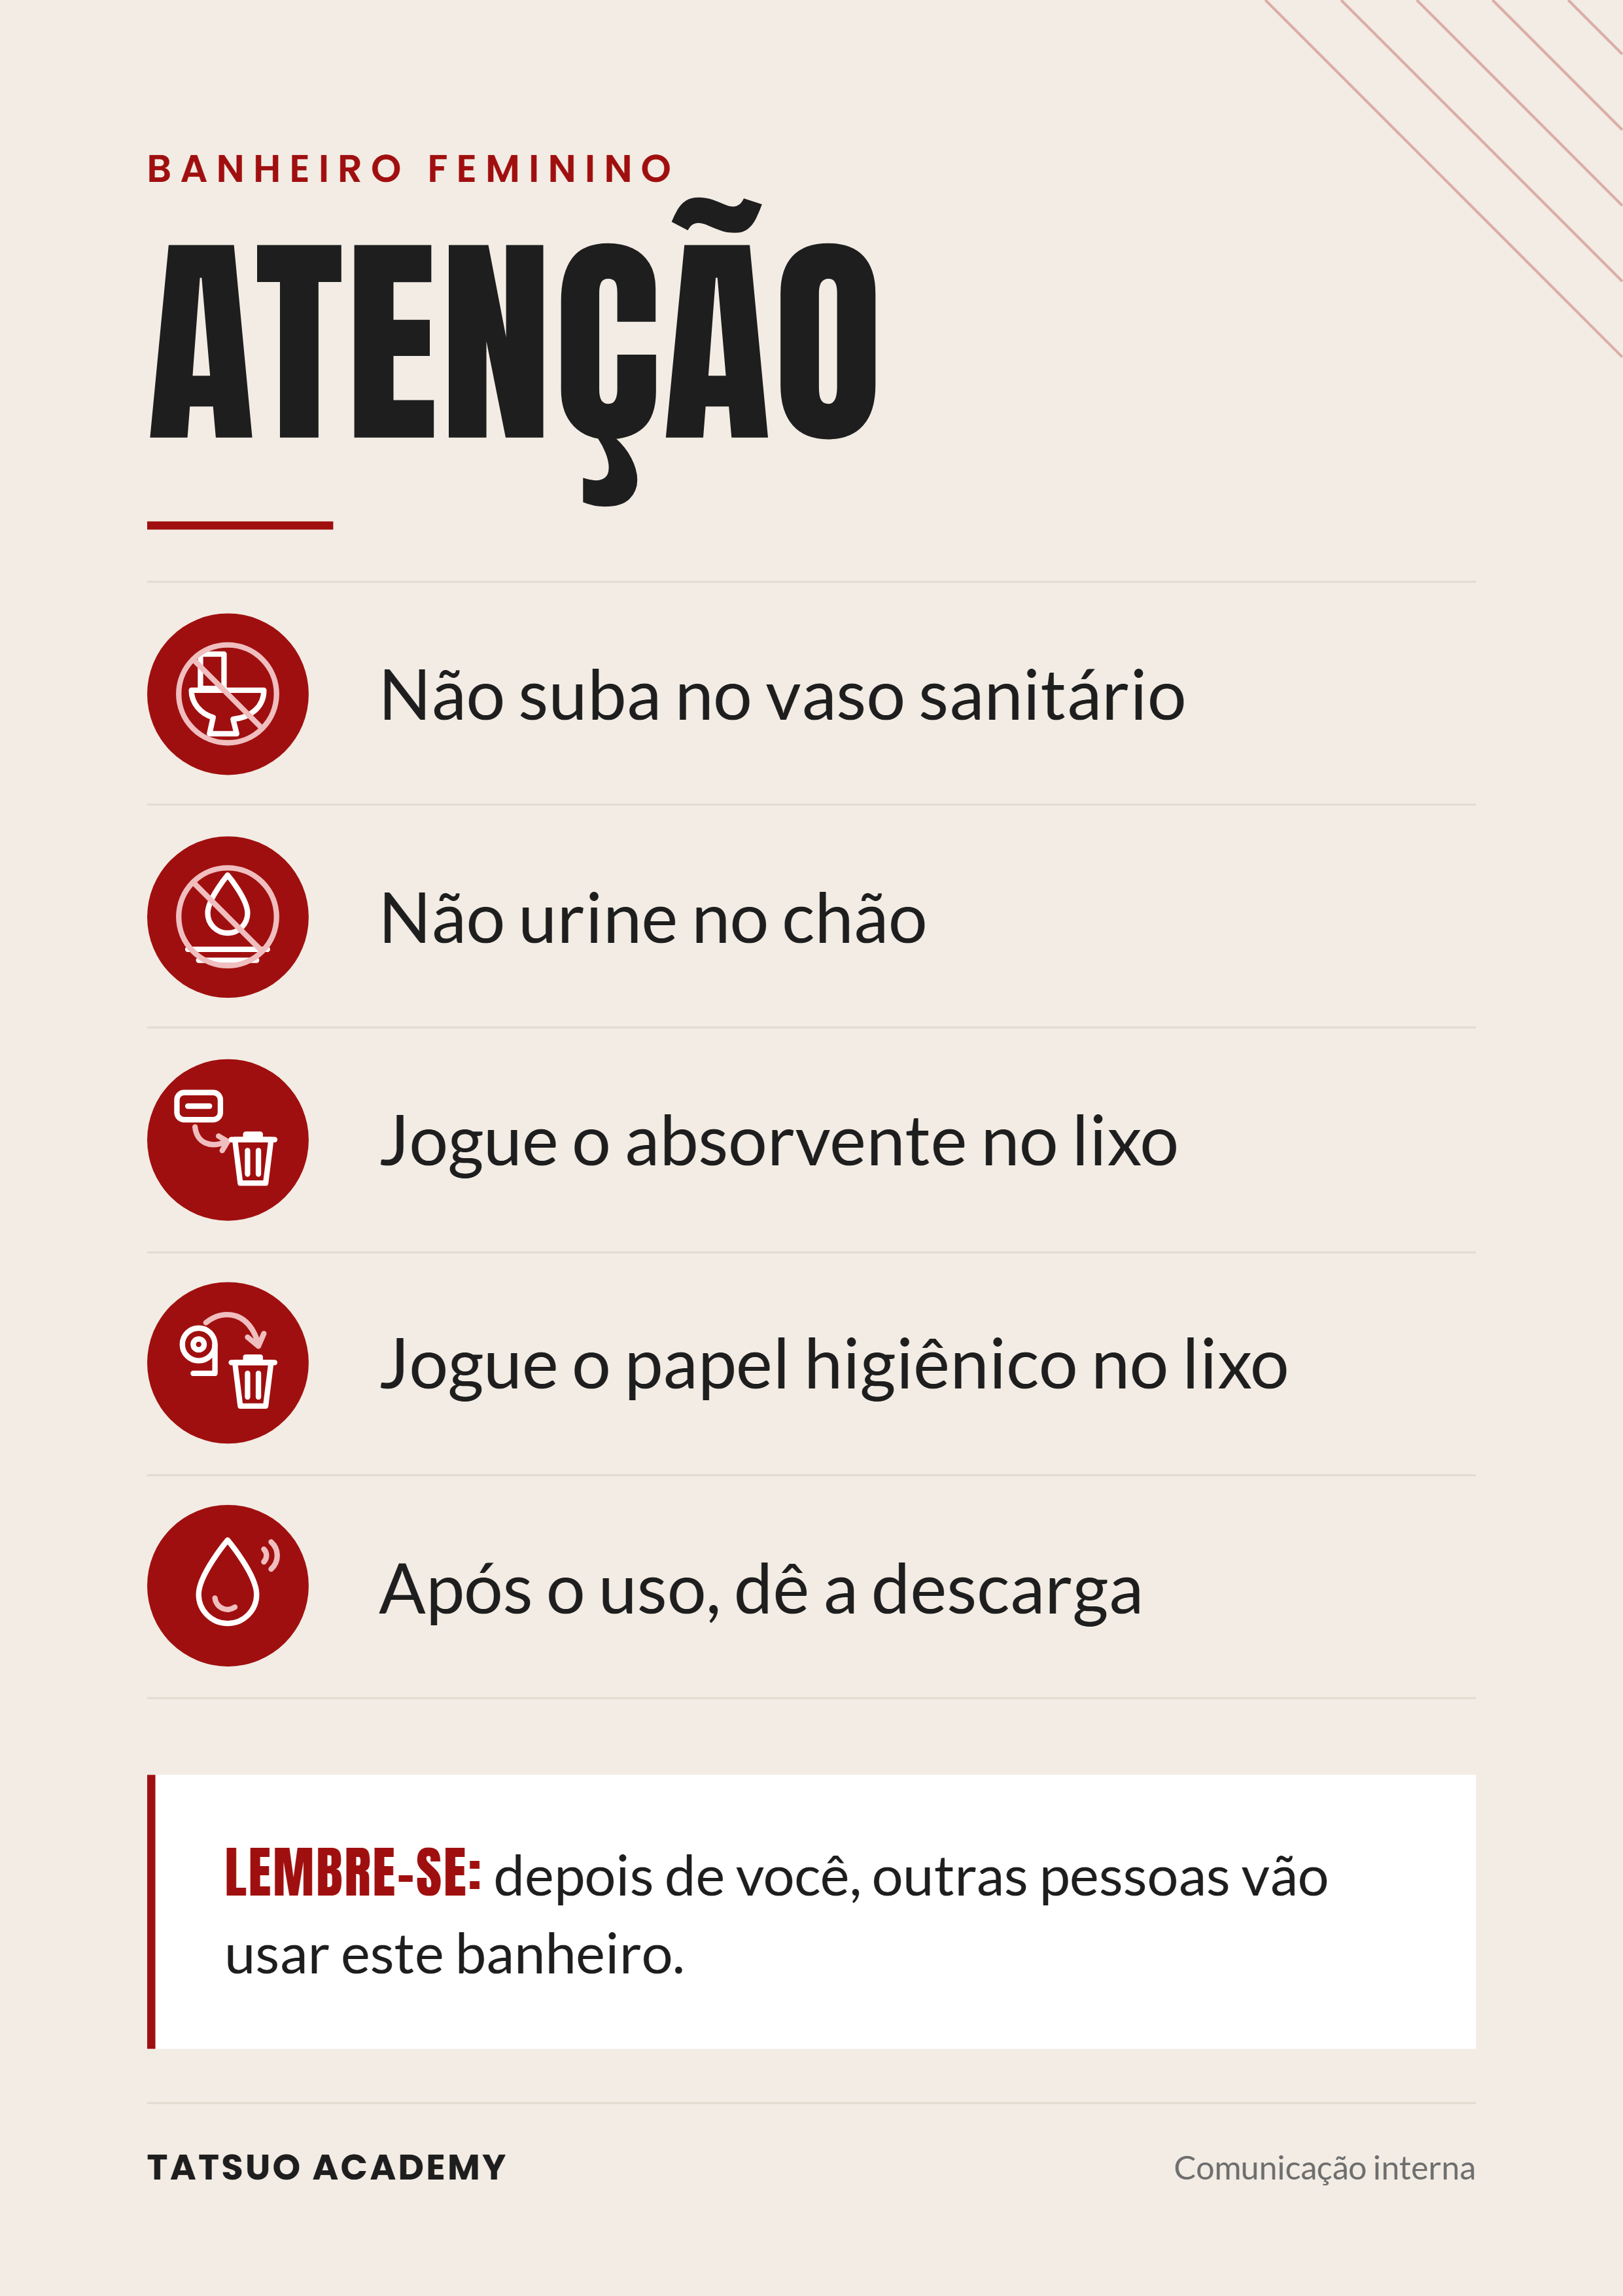 BANHEIRO FEMININO
ATENÇÃO
Não suba no vaso sanitário
Não urine no chão
Jogue o absorvente no lixo
Jogue o papel higiênico no lixo
Após o uso, dê a descarga
LEMBRE-SE: depois de você, outras pessoas vão
usar este banheiro.
TATSUO ACADEMY
Comunicação interna